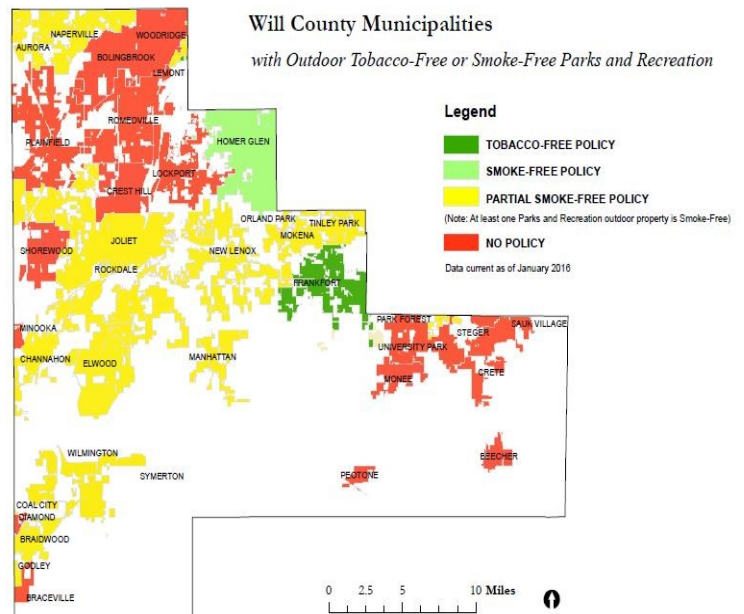 Will County Municipalities
with Outdoor Tobacco-Free or Smoke-Free Parks and Recreation
Legend
TOBACCO-FREE POLICY
SMOKE-FREE POLICY
PARTIAL SMOKE-FREE POLICY
(Note: At least one Parks and Recreation outdoor property is Smoke-Free)
NO POLICY
Data current as of January 2016
NAPERVILLE
WOODRIDGE
AURORA
BOLINGBROOK
LEMONT
ROMEOVILLE
PLAINFIELD
HOMER GLEN
LOCKPORT
CREST HILL
ORLAND PARK
TINLEY PARK
JOLIET
MOKENA
SHOREWOOD
NEW LENOX
ROCKDALE
FRANKFORT
PARK FOREST
SAUK VILLAGE
MINOOKA
STEGER
UNIVERSITY PARK
CHANNAHON
ELWOOD
MANHATTAN
CRETE
MONEE
WILMINGTON
BEECHER
SYMERTON
PEOTONE
COAL CITY
DIAMOND
BRAIDWOOD
GODLEY
BRACEVILLE
0 2.5 5 10 Miles